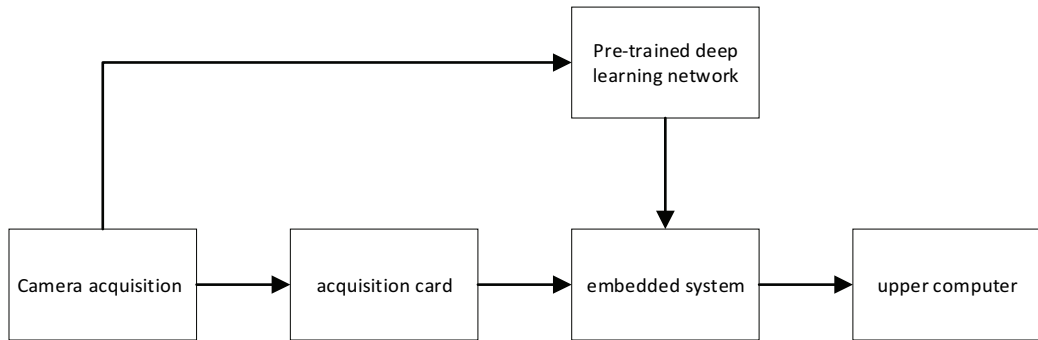 Pre-trained deep
learning network
Camera acquisition
acquisition card
embedded system
upper computer